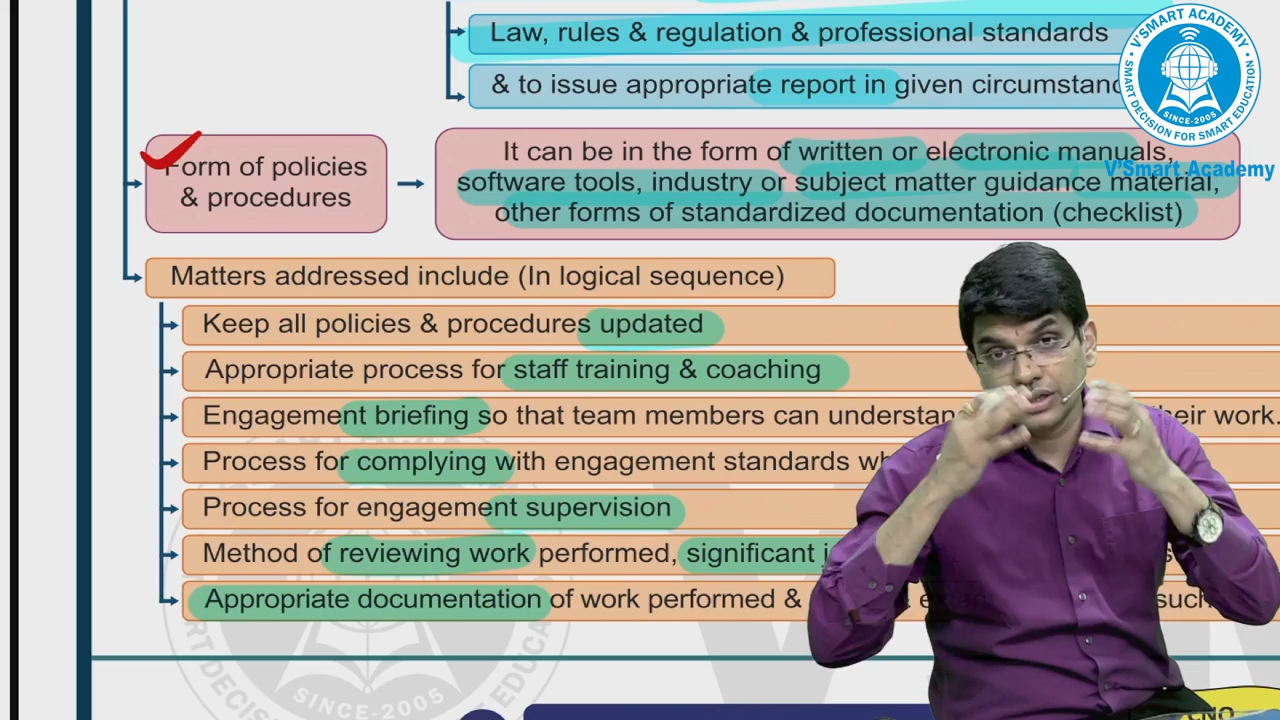 Law, rules & regulation & professional standards
& to issue appropriate report in given
V'SMART ACADEMY
SMART DECISION FOR SMART EDUCATION
SINCE-2005
V'Smart Academy
Form of policies
& procedures
It can be in the form of written or electronic manuals,
software tools, industry or subject matter guidance material,
other forms of standardized documentation (checklist)
Matters addressed include (In logical sequence)
Keep all policies & procedures updated
Appropriate process for staff training & coaching
Engagement briefing so that team members can their work.
Process for complying with engagement standards
Process for engagement supervision
Method of reviewing work performed, significant
Appropriate documentation of work performed & such
SINCE-2005